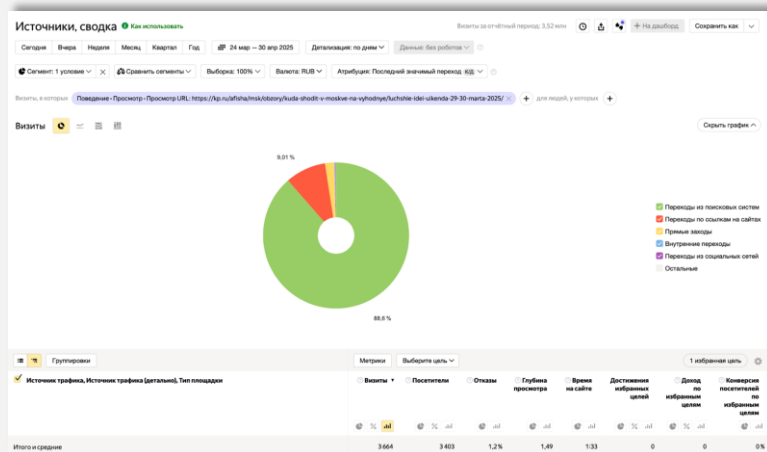 Источники, сводка Как использовать
Визиты за отчётный период: 3,52 млн
+ На дашборд
Сохранить как
Сегодня Вчера Неделя Месяц Квартал Год 24 мар — 30 апр 2025 Детализация: по дням Данные: без роботов
Сегмент: 1 условие × Сравнить сегменты Выборка: 100% Валюта: RUB Атрибуция: Последний значимый переход К/Д
Визиты, в которых Поведение - Просмотр - Просмотр URL: https://kp.ru/afisha/msk/obzory/kuda-shodit-v-moskve-na-vyhodnye/luchshie-idei-uikenda-29-30-marta-2025/ × + для людей, у которых +
Визиты
Скрыть график
9,01 %
88,6 %
Переходы из поисковых систем
Переходы по ссылкам на сайтах
Прямые заходы
Внутренние переходы
Переходы из социальных сетей
Остальные
Группировки Метрики Выберите цель 1 избранная цель
Источник трафика, Источник трафика (детально), Тип площадки
Визиты
Посетители
Отказы
Глубина просмотра
Время на сайте
Достижения избранных целей
Доход по избранным целям
Конверсия посетителей по избранным целям
Итого и средние 3 664 3 403 1,2 % 1,49 1:33 0 0 0 %